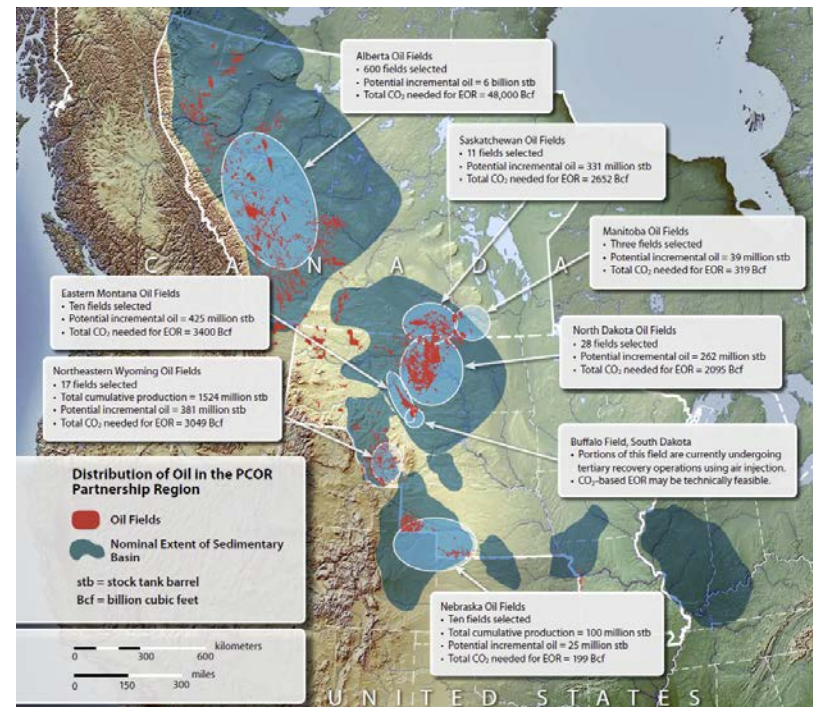 Alberta Oil Fields
• 600 fields selected
• Potential incremental oil = 6 billion stb
• Total CO₂ needed for EOR = 48,000 Bcf
Saskatchewan Oil Fields
• 11 fields selected
• Potential incremental oil = 331 million stb
• Total CO₂ needed for EOR = 2652 Bcf
Manitoba Oil Fields
• Three fields selected
• Potential incremental oil = 39 million stb
• Total CO₂ needed for EOR = 319 Bcf
C A N A D A
Eastern Montana Oil Fields
• Ten fields selected
• Potential incremental oil = 425 million stb
• Total CO₂ needed for EOR = 3400 Bcf
North Dakota Oil Fields
• 28 fields selected
• Potential incremental oil = 262 million stb
• Total CO₂ needed for EOR = 2095 Bcf
Northeastern Wyoming Oil Fields
• 17 fields selected
• Total cumulative production = 1524 million stb
• Potential incremental oil = 381 million stb
• Total CO₂ needed for EOR = 3049 Bcf
Buffalo Field, South Dakota
• Portions of this field are currently undergoing
tertiary recovery operations using air injection.
• CO₂-based EOR may be technically feasible.
Distribution of Oil in the PCOR
Partnership Region
Oil Fields
Nominal Extent of Sedimentary
Basin
stb = stock tank barrel
Bcf = billion cubic feet
Nebraska Oil Fields
• Ten fields selected
• Total cumulative production = 100 million stb
• Potential incremental oil = 25 million stb
• Total CO₂ needed for EOR = 199 Bcf
kilometers
0 300 600
miles
0 150 300
U N I T E D S T A T E S